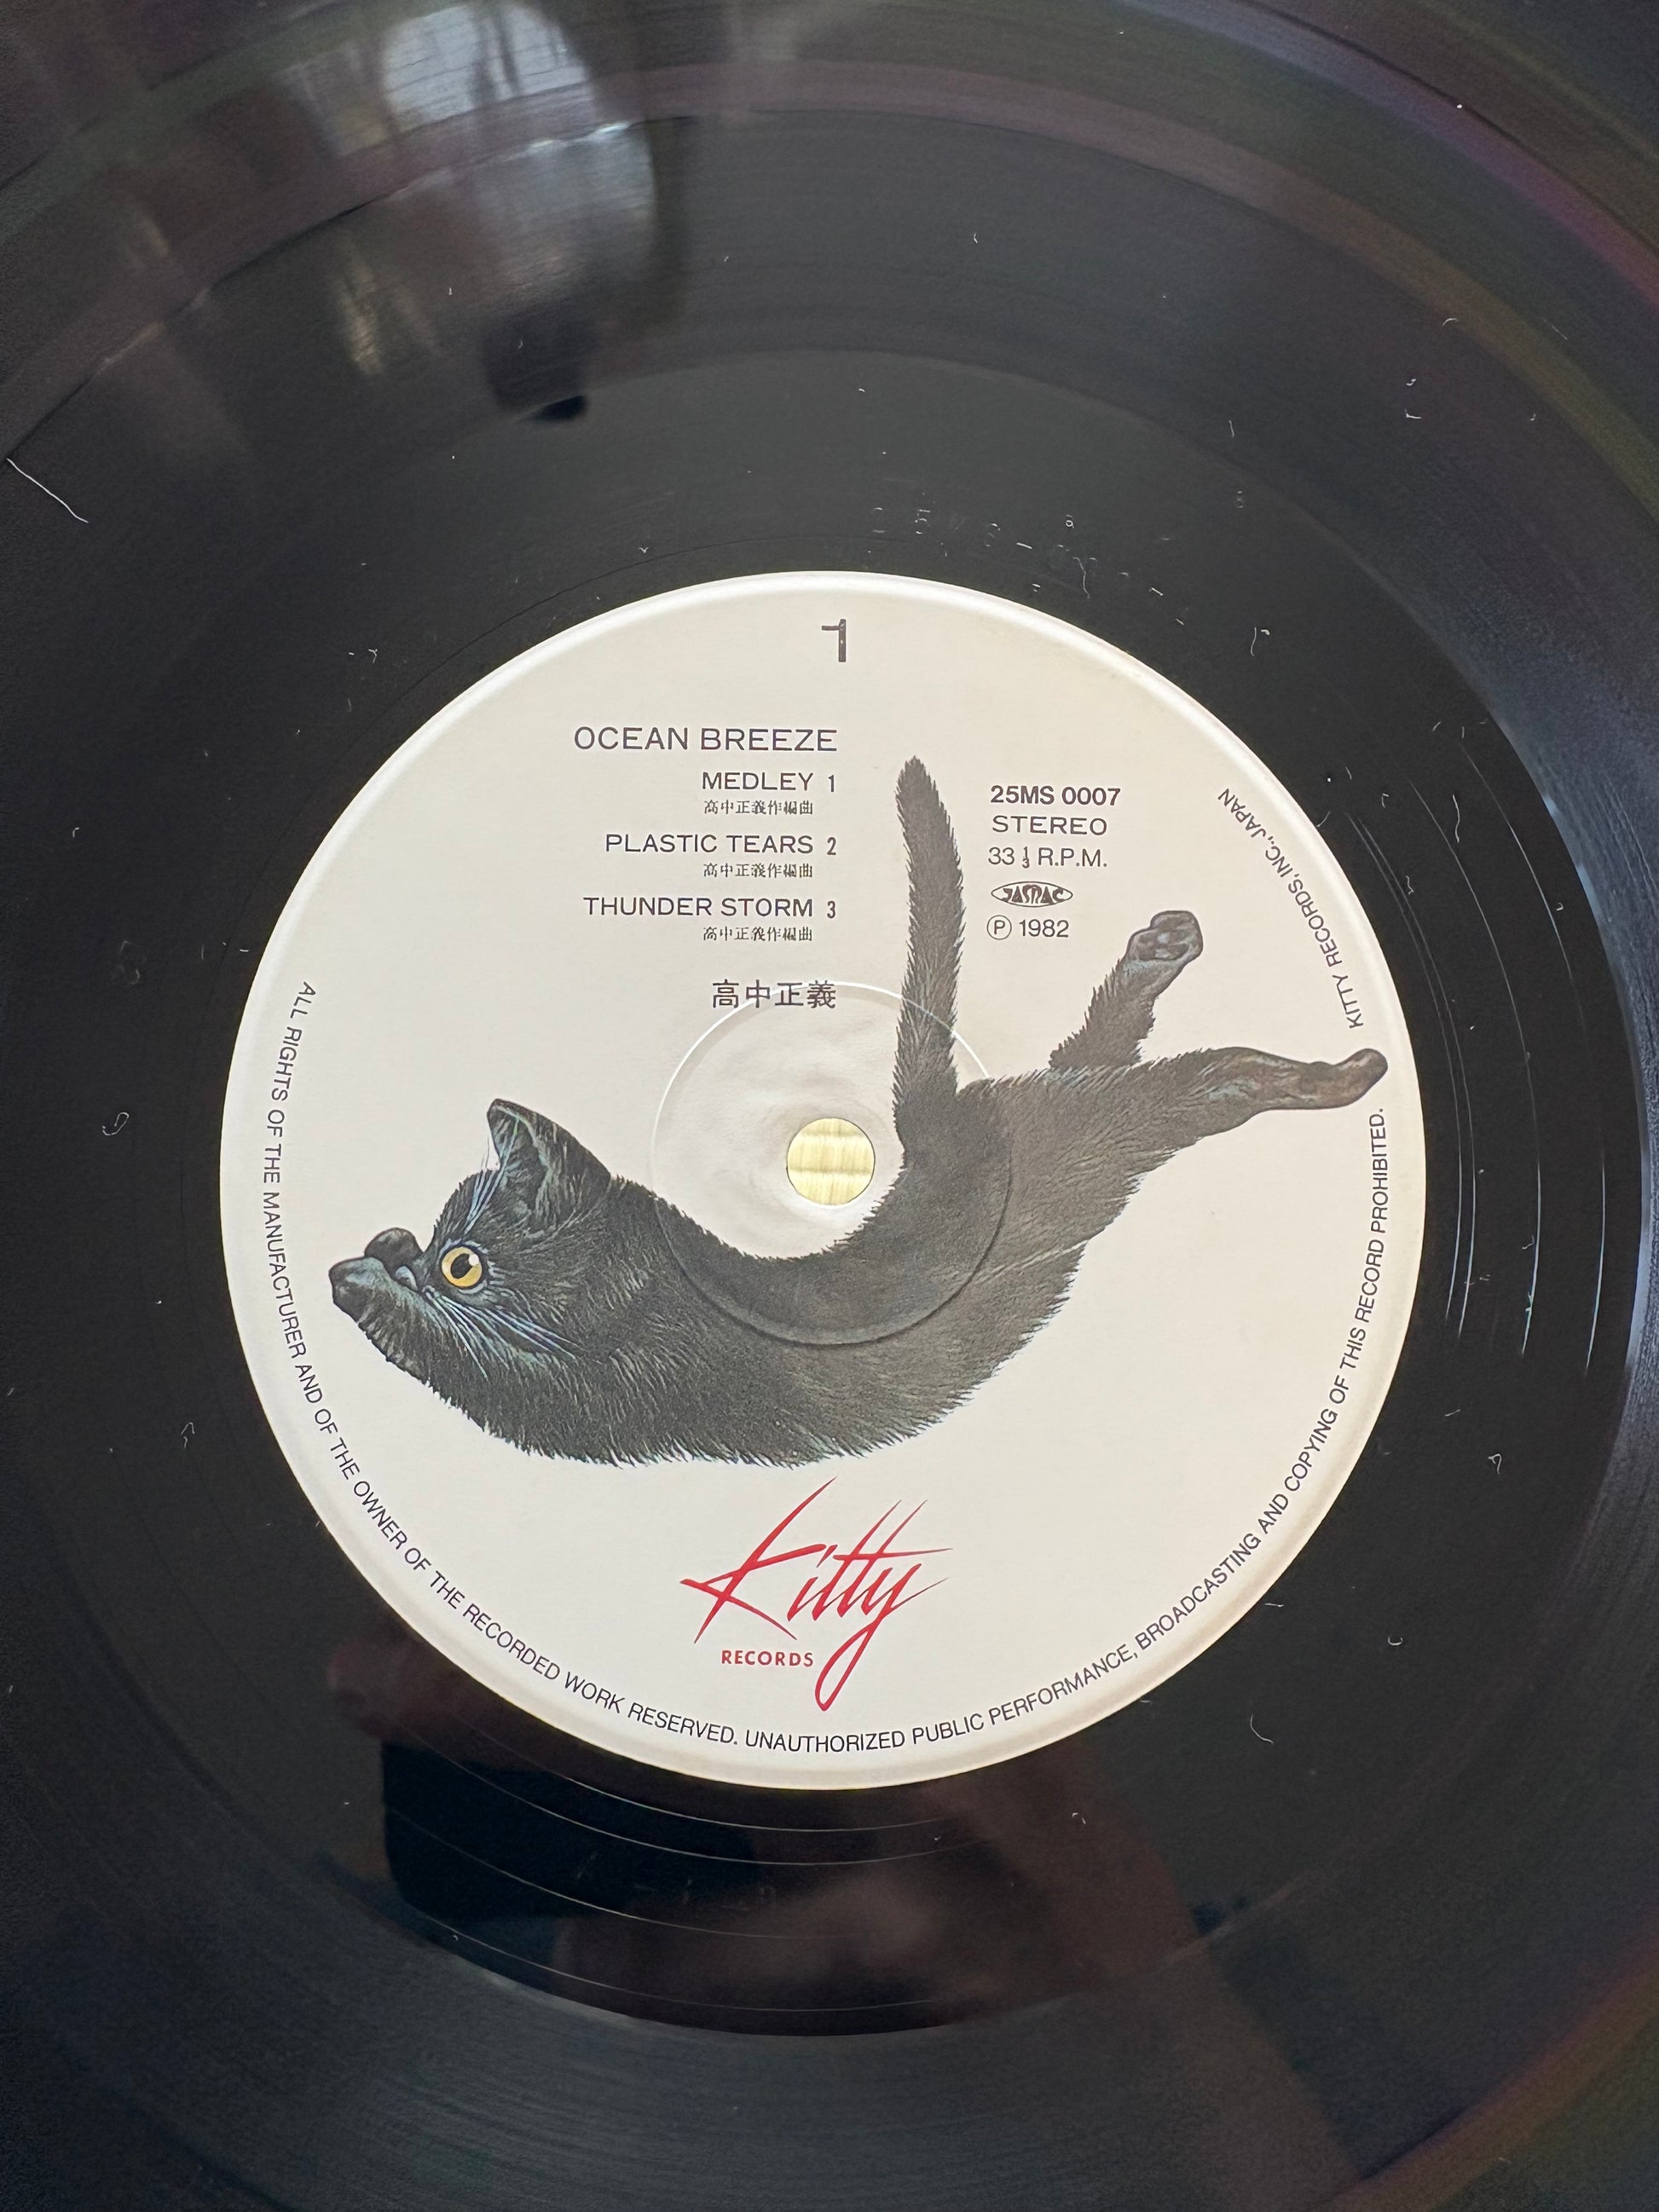 1
OCEAN BREEZE
MEDLEY 1
高中正義作編曲
PLASTIC TEARS 2
高中正義作編曲
THUNDER STORM 3
高中正義作編曲
高中正義
25MS 0007
STEREO
33 1/3 R.P.M.
JASRAC
Ⓟ 1982
KITTY RECORDS, INC., JAPAN
Kitty
RECORDS
ALL RIGHTS OF THE MANUFACTURER AND OF THE OWNER OF THE RECORDED WORK RESERVED. UNAUTHORIZED PUBLIC PERFORMANCE, BROADCASTING AND COPYING OF THIS RECORD PROHIBITED.